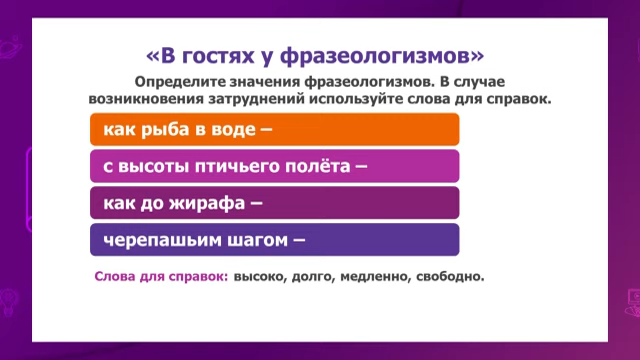 «В гостях у фразеологизмов»
Определите значения фразеологизмов. В случае
возникновения затруднений используйте слова для справок.
как рыба в воде –
с высоты птичьего полёта –
как до жирафа –
черепашьим шагом –
Слова для справок: высоко, долго, медленно, свободно.